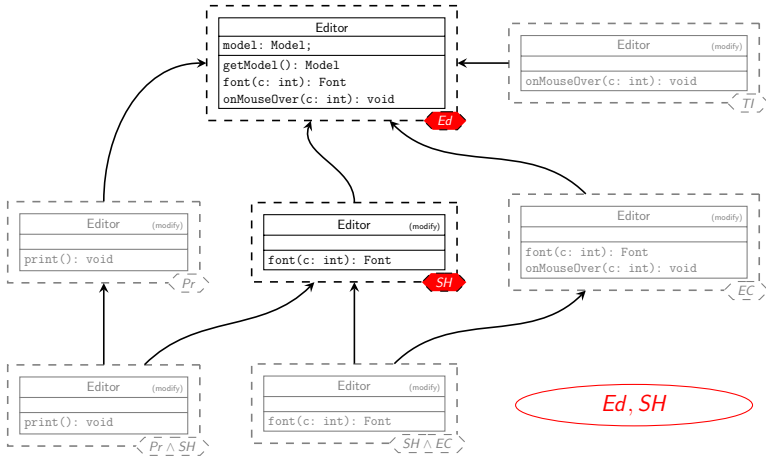 Editor
model: Model;
getModel(): Model
font(c: int): Font
onMouseOver(c: int): void
Ed
Editor (modify)
onMouseOver(c: int): void
TI
Editor (modify)
print(): void
Pr
Editor (modify)
font(c: int): Font
SH
Editor (modify)
font(c: int): Font
onMouseOver(c: int): void
EC
Editor (modify)
print(): void
Pr ∧ SH
Editor (modify)
font(c: int): Font
SH ∧ EC
Ed, SH